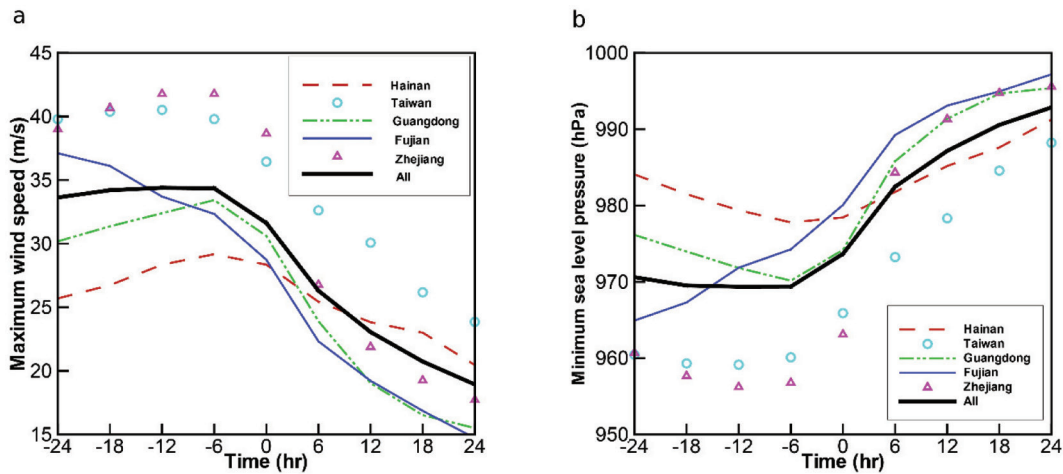 a
Maximum wind speed (m/s)
45
40
35
30
25
20
15
-24 -18 -12 -6 0 6 12 18 24
Time (hr)
Hainan
Taiwan
Guangdong
Fujian
Zhejiang
All
b
Minimum sea level pressure (hPa)
1000
990
980
970
960
950
-24 -18 -12 -6 0 6 12 18 24
Time (hr)
Hainan
Taiwan
Guangdong
Fujian
Zhejiang
All